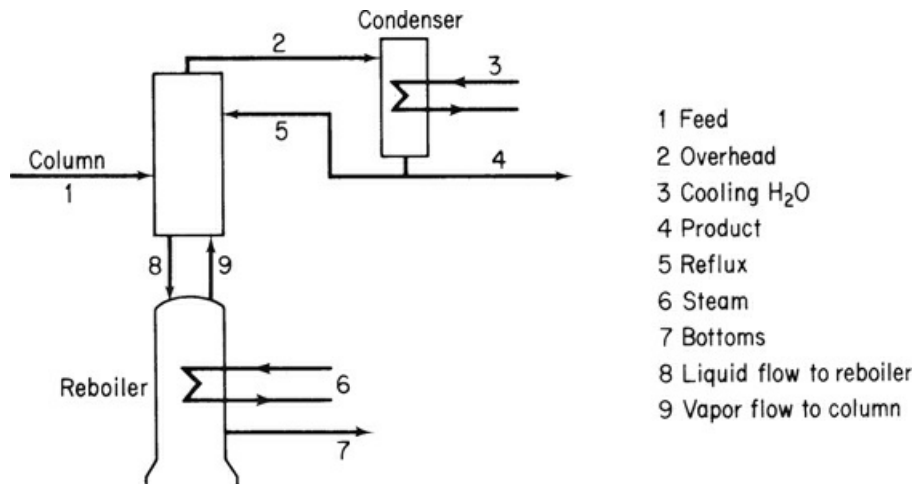 Condenser
2
3
5
4
Column
1
8
9
Reboiler
6
7
1 Feed
2 Overhead
3 Cooling H₂O
4 Product
5 Reflux
6 Steam
7 Bottoms
8 Liquid flow to reboiler
9 Vapor flow to column